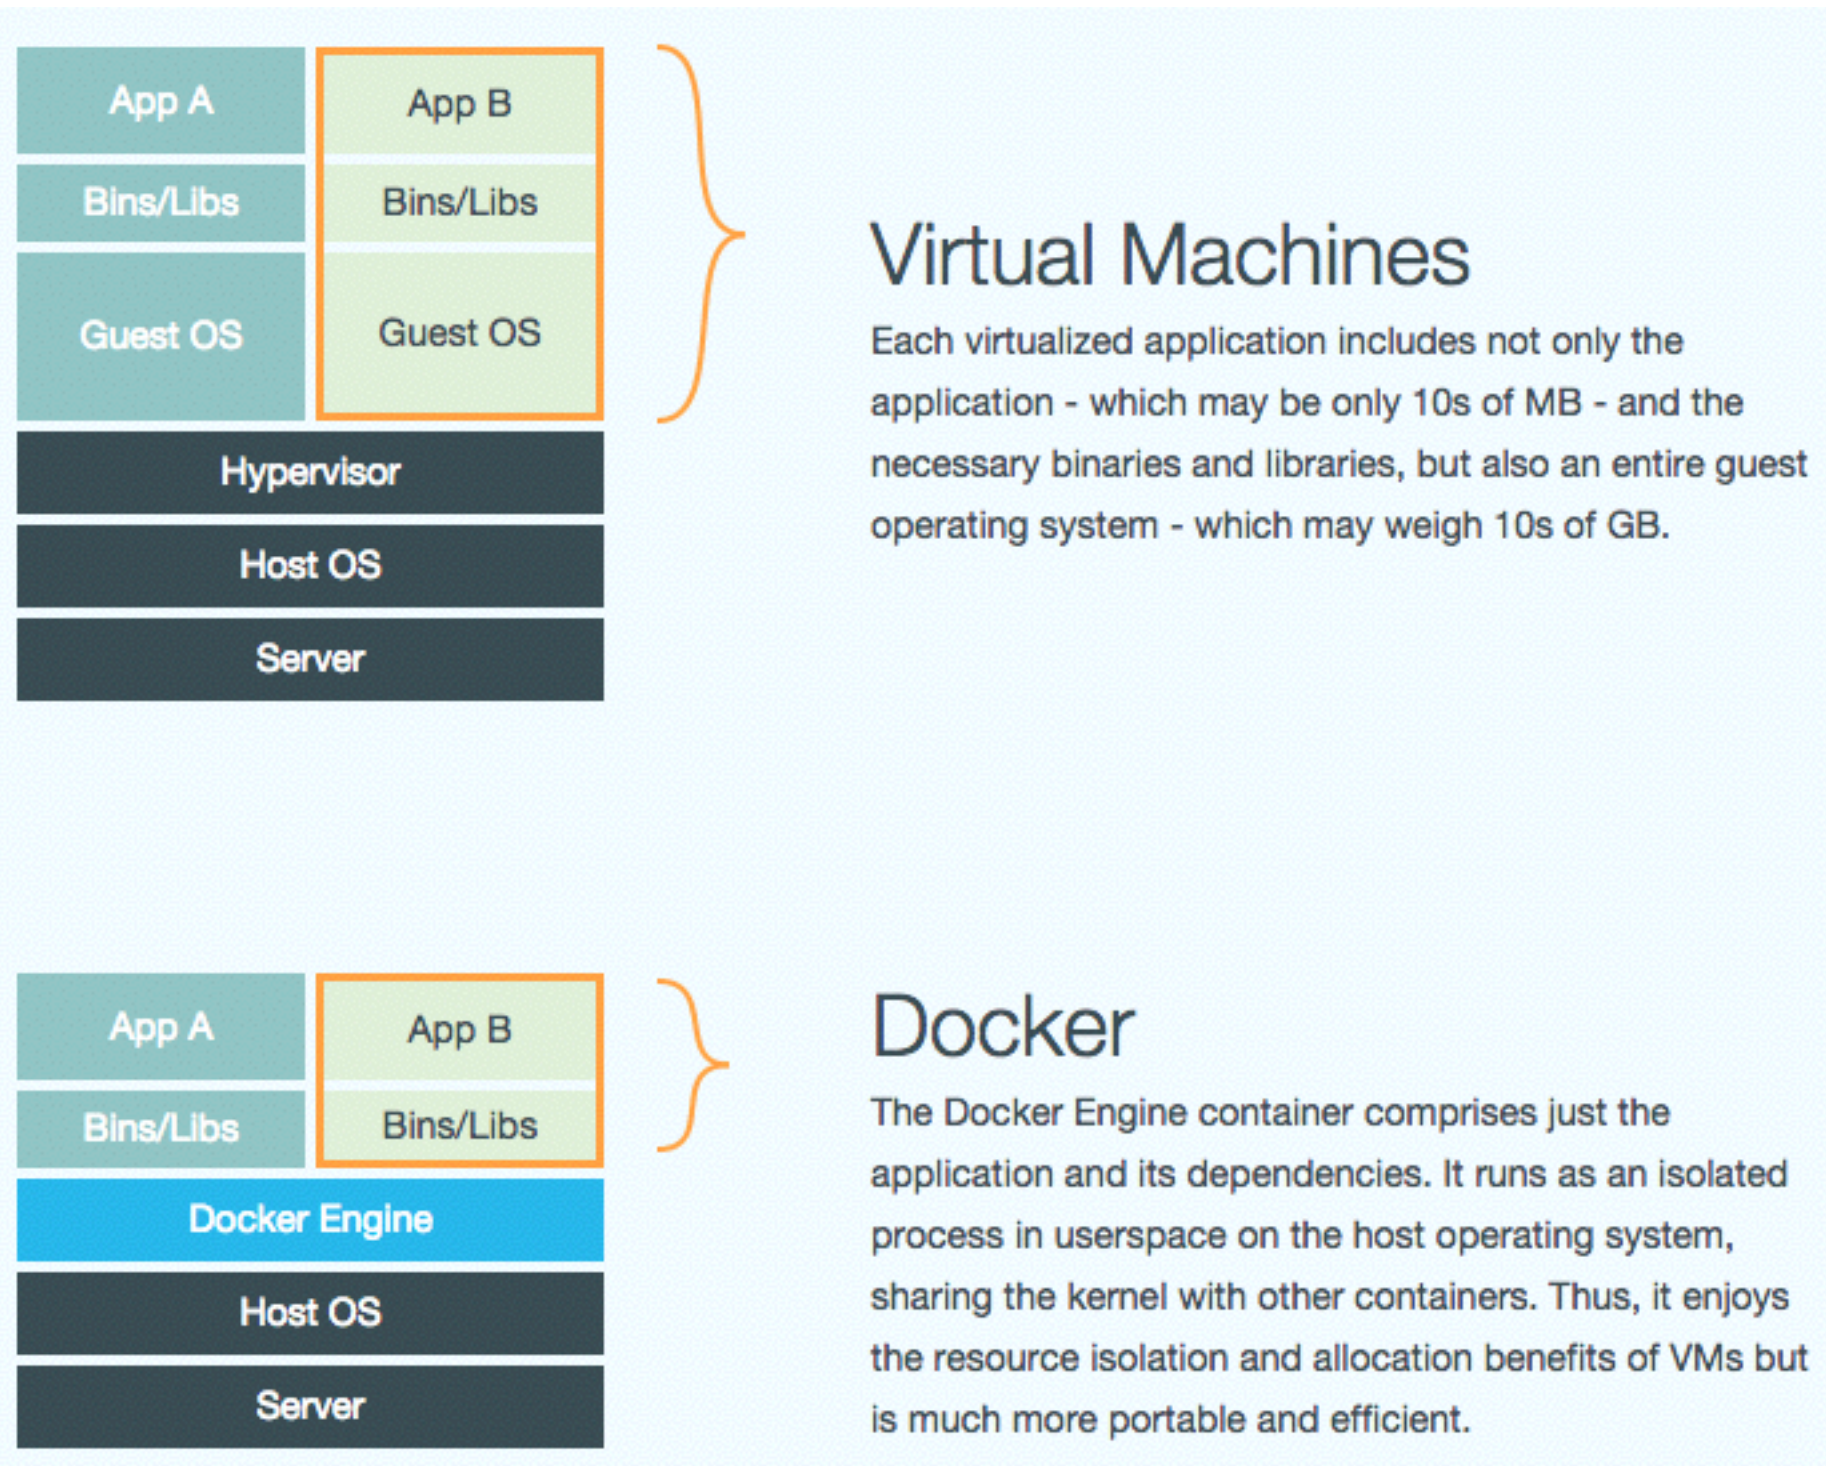 App A
App B
Bins/Libs
Bins/Libs
Guest OS
Guest OS
Hypervisor
Host OS
Server
Virtual Machines
Each virtualized application includes not only the
application - which may be only 10s of MB - and the
necessary binaries and libraries, but also an entire guest
operating system - which may weigh 10s of GB.
App A
App B
Bins/Libs
Bins/Libs
Docker Engine
Host OS
Server
Docker
The Docker Engine container comprises just the
application and its dependencies. It runs as an isolated
process in userspace on the host operating system,
sharing the kernel with other containers. Thus, it enjoys
the resource isolation and allocation benefits of VMs but
is much more portable and efficient.